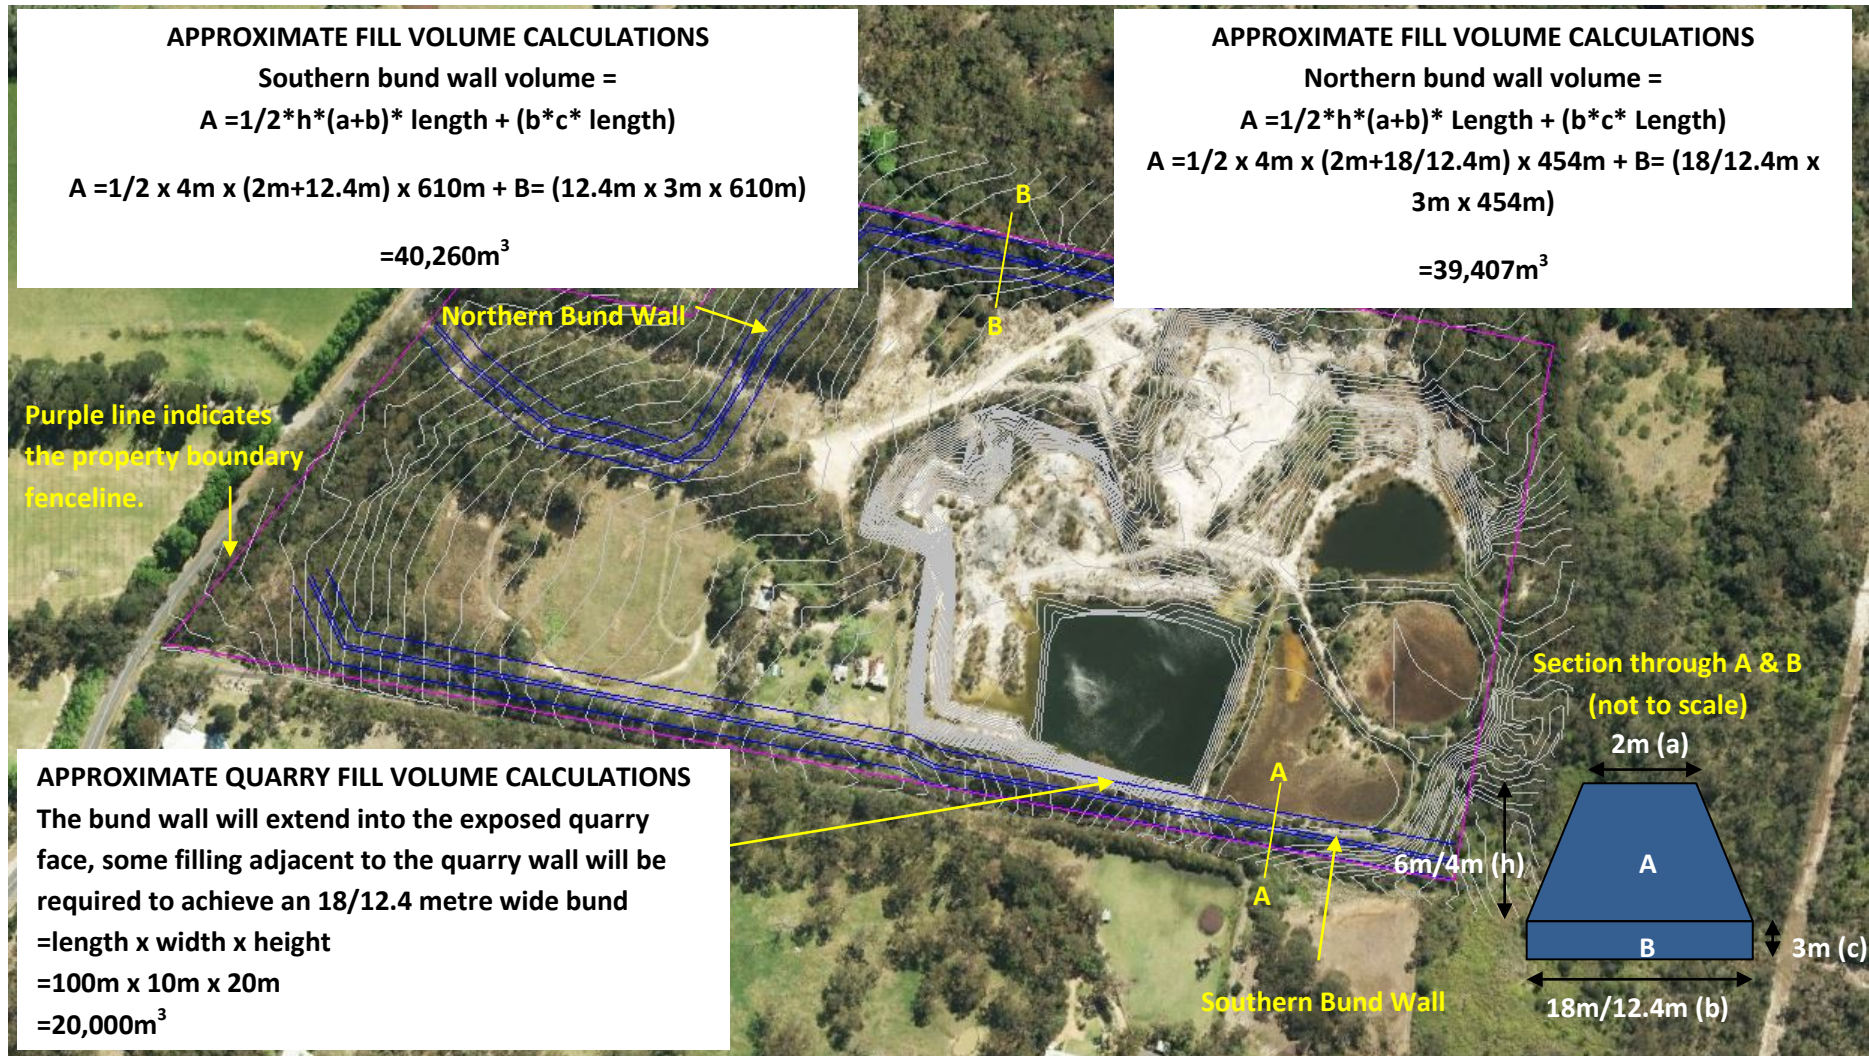 APPROXIMATE FILL VOLUME CALCULATIONS
Southern bund wall volume =
A =1/2*h*(a+b)* length + (b*c* length)
A =1/2 x 4m x (2m+12.4m) x 610m + B= (12.4m x 3m x 610m)
=40,260m³
APPROXIMATE FILL VOLUME CALCULATIONS
Northern bund wall volume =
A =1/2*h*(a+b)* Length + (b*c* Length)
A =1/2 x 4m x (2m+18/12.4m) x 454m + B= (18/12.4m x
3m x 454m)
=39,407m³
B
B
Northern Bund Wall
Purple line indicates
the property boundary
fenceline.
Section through A & B
(not to scale)
2m (a)
6m/4m (h)
A
B
3m (c)
18m/12.4m (b)
A
A
Southern Bund Wall
APPROXIMATE QUARRY FILL VOLUME CALCULATIONS
The bund wall will extend into the exposed quarry
face, some filling adjacent to the quarry wall will be
required to achieve an 18/12.4 metre wide bund
=length x width x height
=100m x 10m x 20m
=20,000m³